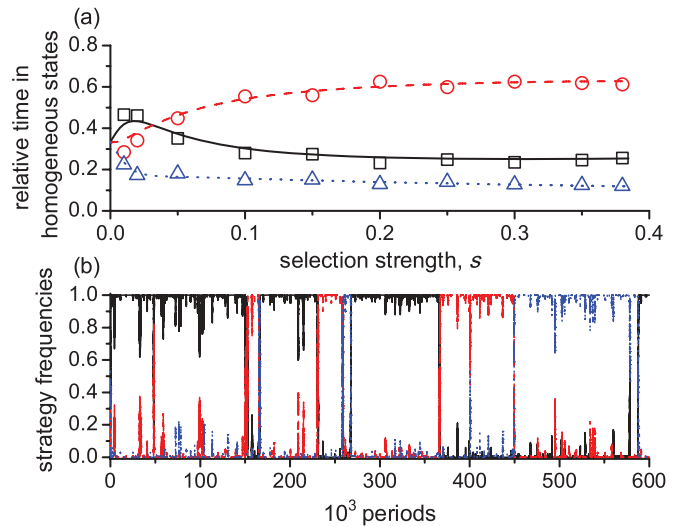 (a)
relative time in
homogeneous states
0.8
0.6
0.4
0.2
0.0
0.0 0.1 0.2 0.3 0.4
selection strength, s
(b)
strategy frequencies
1.0
0.8
0.6
0.4
0.2
0.0
0 100 200 300 400 500 600
10³ periods